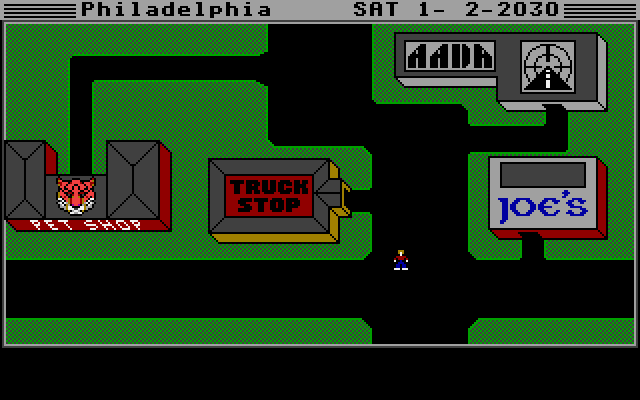 Philadelphia SAT 1- 2-2030
AADA
TRUCK
STOP
JOE'S
PET SHOP